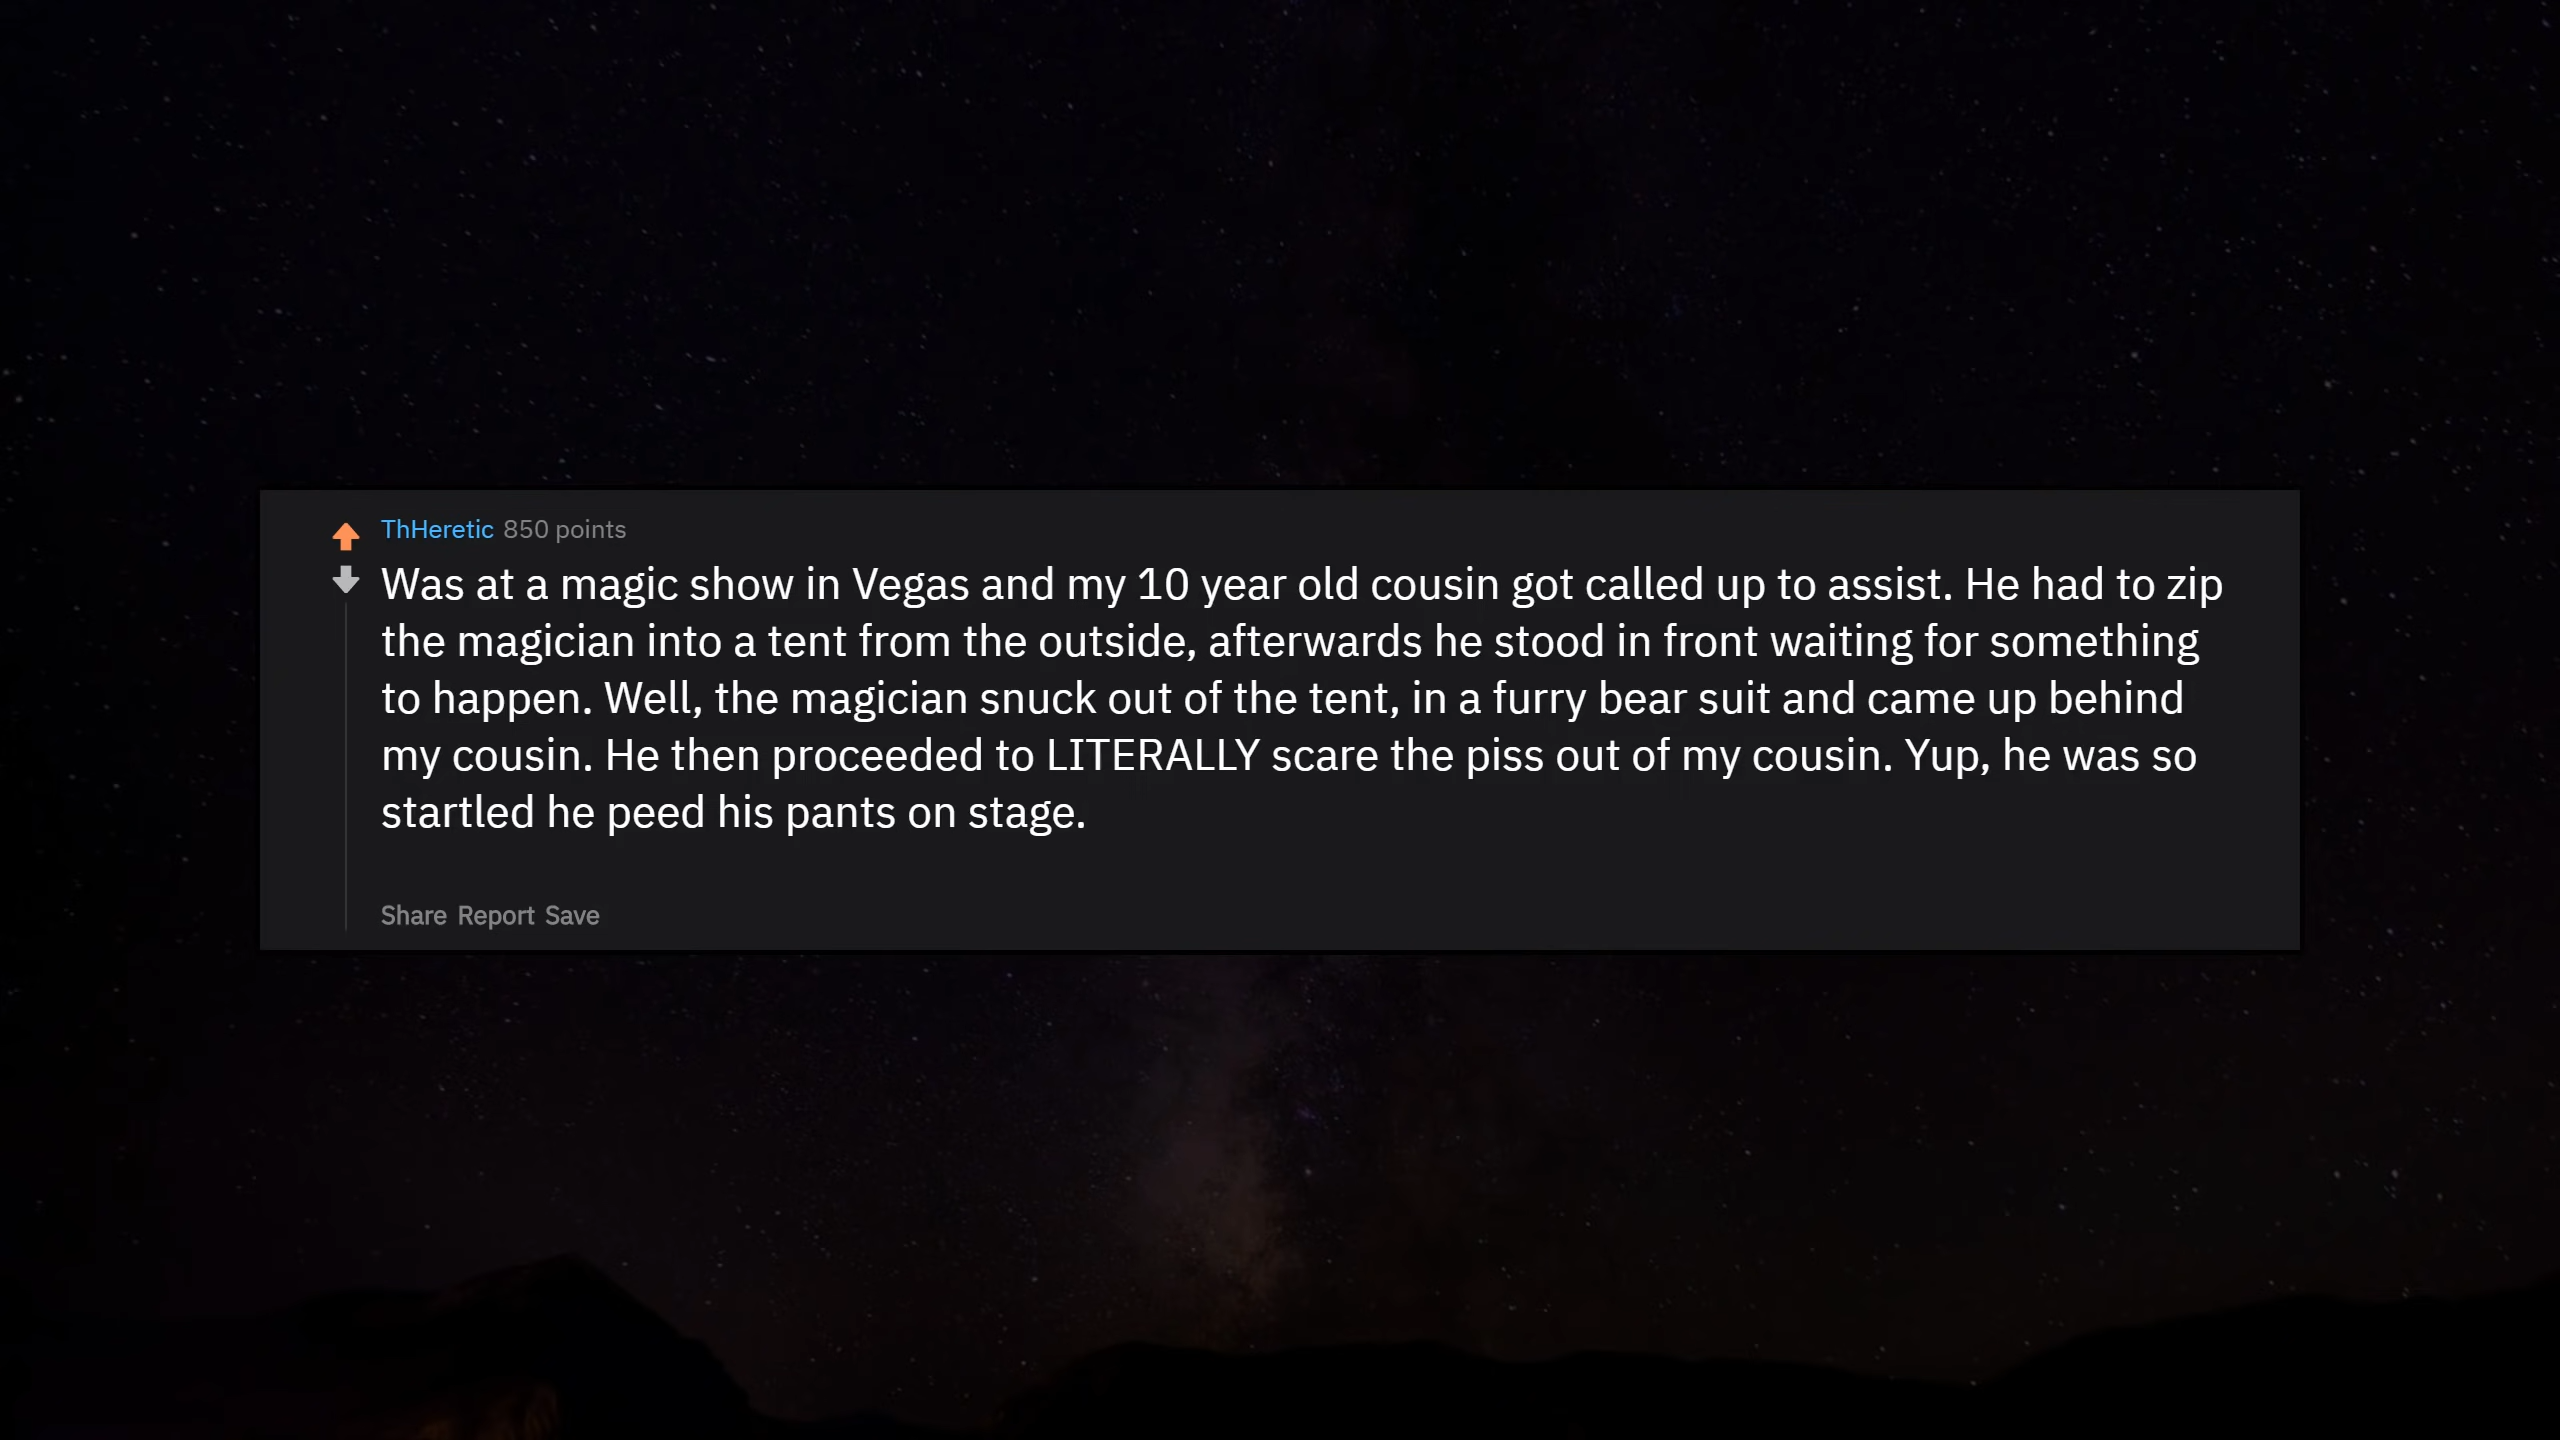 ThHeretic 850 points
Was at a magic show in Vegas and my 10 year old cousin got called up to assist. He had to zip
the magician into a tent from the outside, afterwards he stood in front waiting for something
to happen. Well, the magician snuck out of the tent, in a furry bear suit and came up behind
my cousin. He then proceeded to LITERALLY scare the piss out of my cousin. Yup, he was so
startled he peed his pants on stage.
Share Report Save